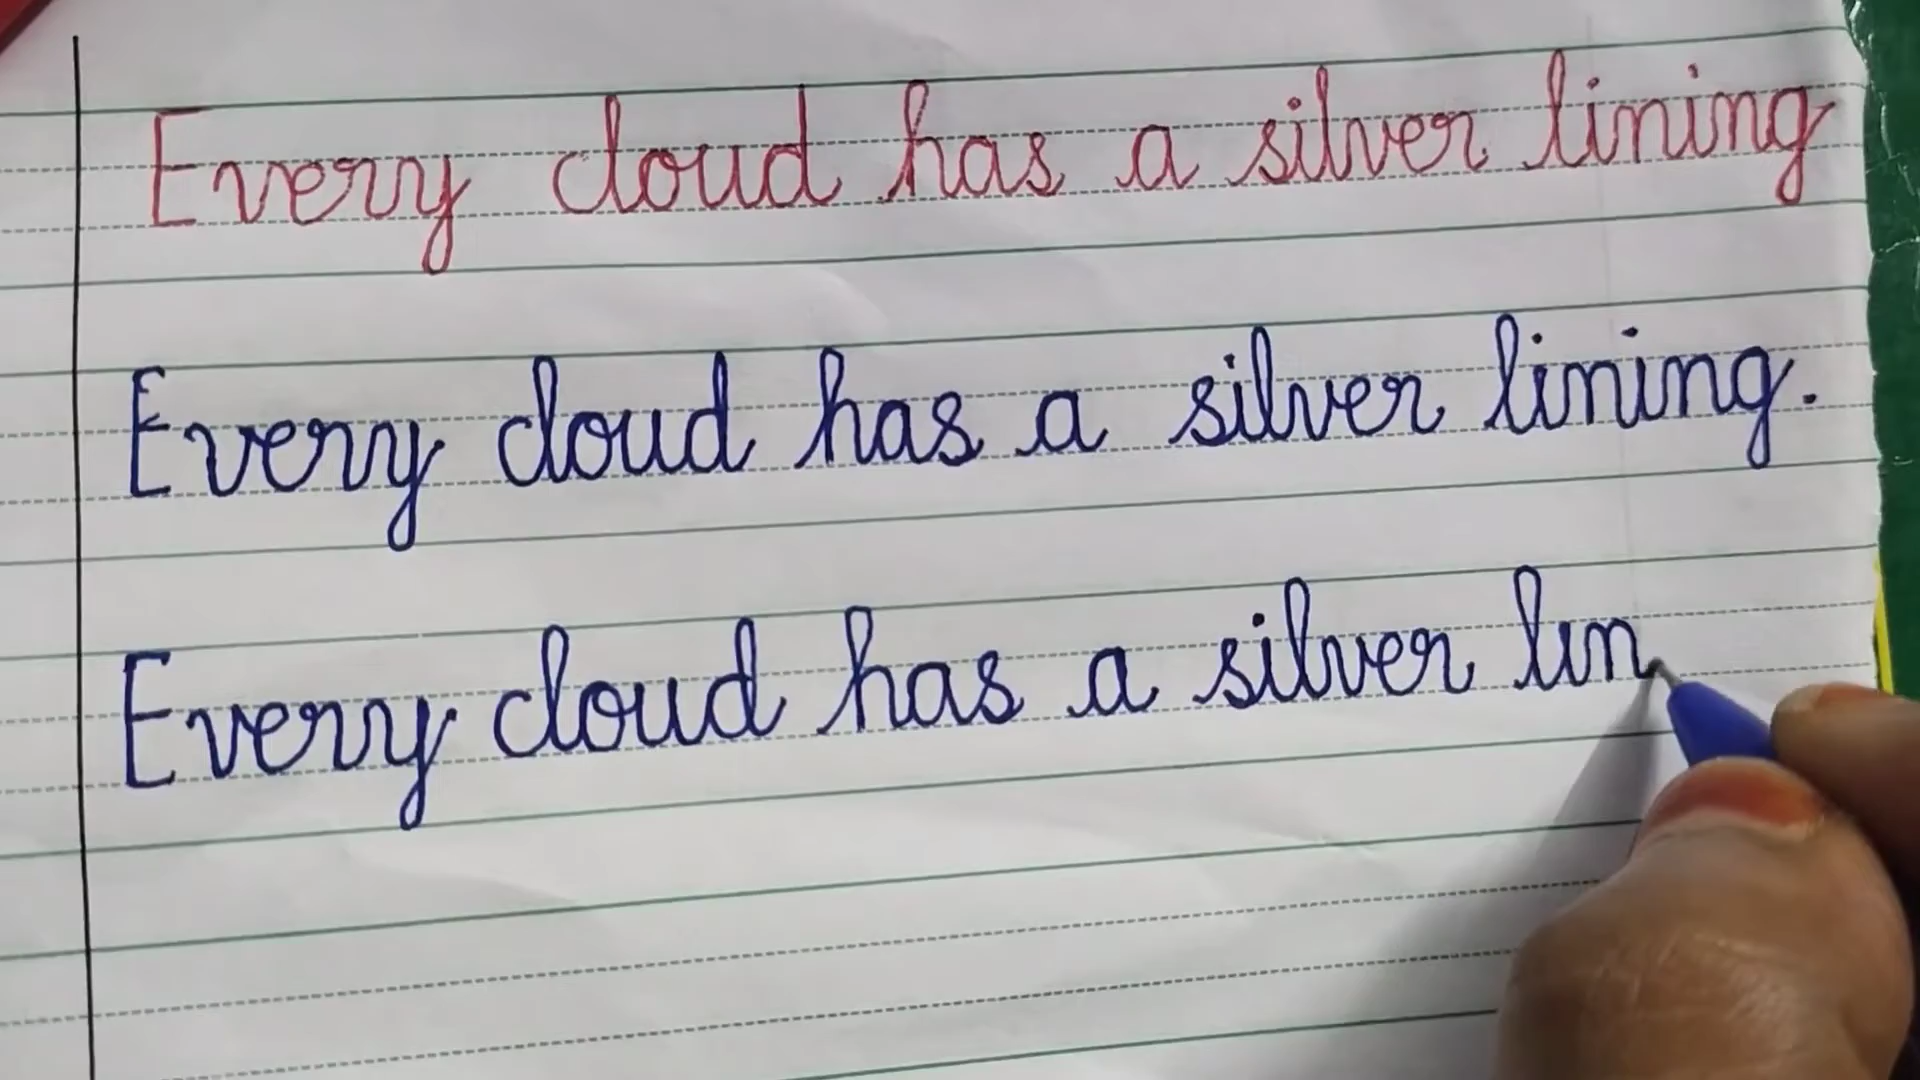 Every cloud has a silver lining
Every cloud has a silver lining.
Every cloud has a silver lin